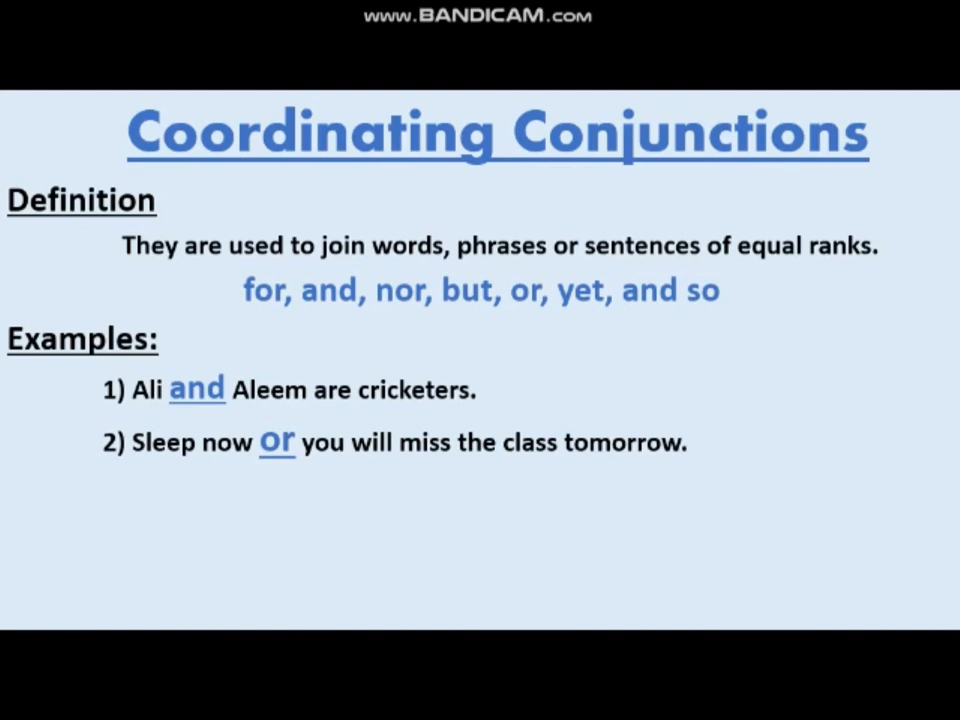 www.BANDICAM.com
Coordinating Conjunctions
Definition
They are used to join words, phrases or sentences of equal ranks.
for, and, nor, but, or, yet, and so
Examples:
1) Ali and Aleem are cricketers.
2) Sleep now or you will miss the class tomorrow.